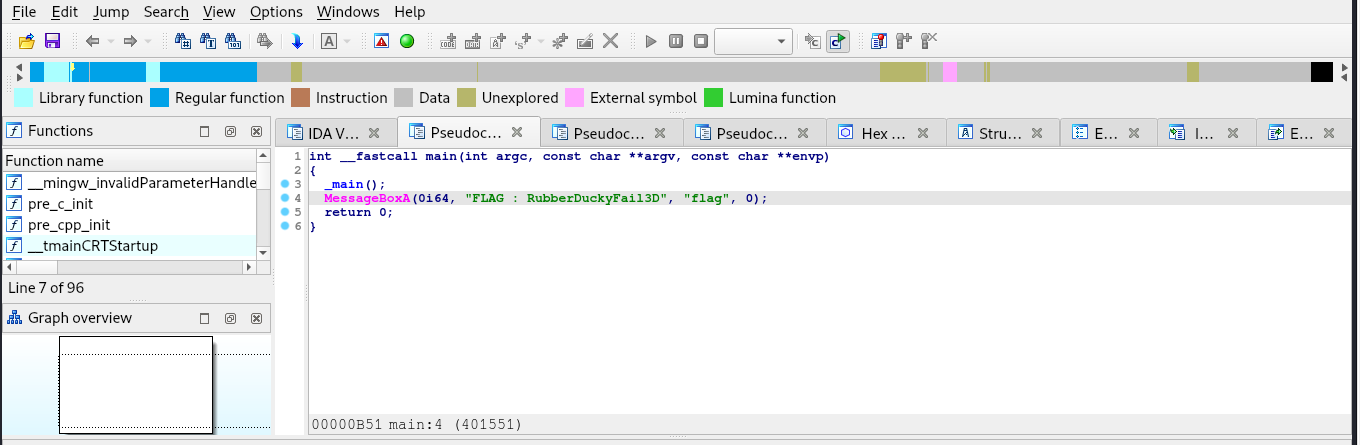 File Edit Jump Search View Options Windows Help
Library function Regular function Instruction Data Unexplored External symbol Lumina function
Functions
IDA V... Pseudoc... Pseudoc... Pseudoc... Hex ... Stru... E... I... E...
Function name
__mingw_invalidParameterHandle
pre_c_init
pre_cpp_init
__tmainCRTStartup
Line 7 of 96
Graph overview
1 int __fastcall main(int argc, const char **argv, const char **envp)
2 {
3 _main();
4 MessageBoxA(0i64, "FLAG : RubberDuckyFail3D", "flag", 0);
5 return 0;
6 }
00000B51 main:4 (401551)